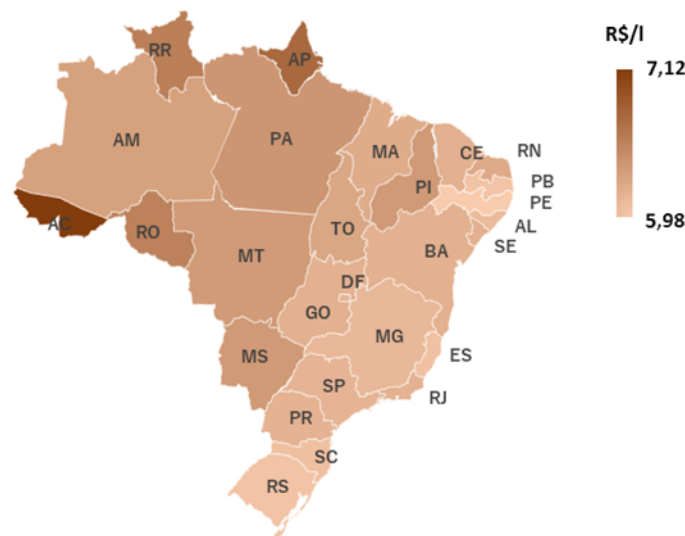 R$/l
7,12
5,98
RR
AP
AM
PA
MA
CE
RN
PB
PI
PE
AC
RO
TO
AL
SE
MT
BA
DF
GO
MG
MS
ES
SP
RJ
PR
SC
RS